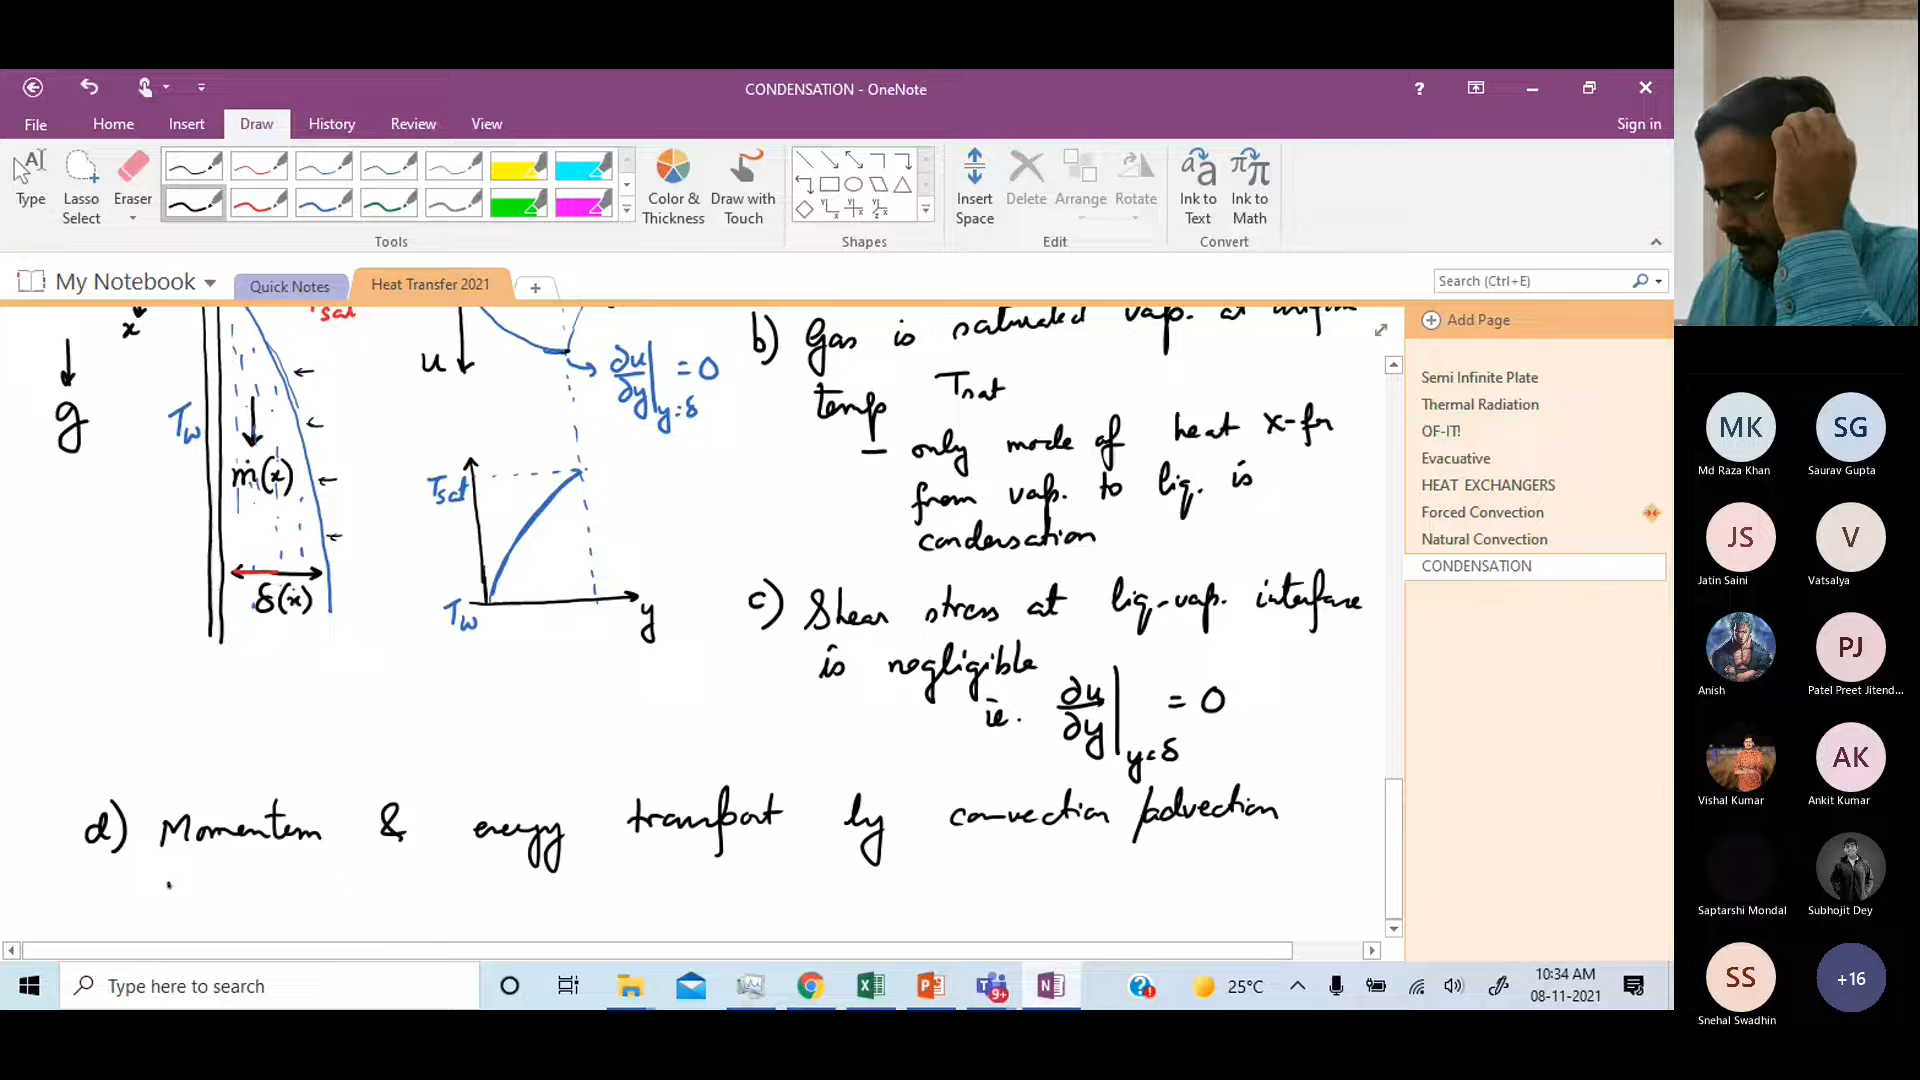 CONDENSATION - OneNote
?
File
Home
Insert
Draw
History
Review
View
Sign in
Type
Lasso Select
Eraser
Color & Thickness
Draw with Touch
Insert Space
Delete
Arrange
Rotate
Ink to Text
Ink to Math
Tools
Shapes
Edit
Convert
My Notebook
Quick Notes
Heat Transfer 2021
Search (Ctrl+E)
Add Page
Semi Infinite Plate
Thermal Radiation
OF-IT!
Evacuative
HEAT EXCHANGERS
Forced Convection
Natural Convection
CONDENSATION
x
Tsat
g
Tw
ṁ(x)
δ(x)
u
∂u/∂y|y=δ = 0
Tsat
Tw
y
b) Gas is saturated vap. at
temp Tsat
– only mode of heat x-fer
from vap. to liq. is
condensation
c) Shear stress at liq-vap. interface
is negligible
ie. ∂u/∂y|y=δ = 0
d) Momentum & energy transport by convection/advection
MK
Md Raza Khan
SG
Saurav Gupta
JS
Jatin Saini
V
Vatsalya
Anish
PJ
Patel Preet Jitend...
Vishal Kumar
AK
Ankit Kumar
Saptarshi Mondal
Subhojit Dey
SS
Snehal Swadhin
+16
Type here to search
9+
25°C
10:34 AM
08-11-2021